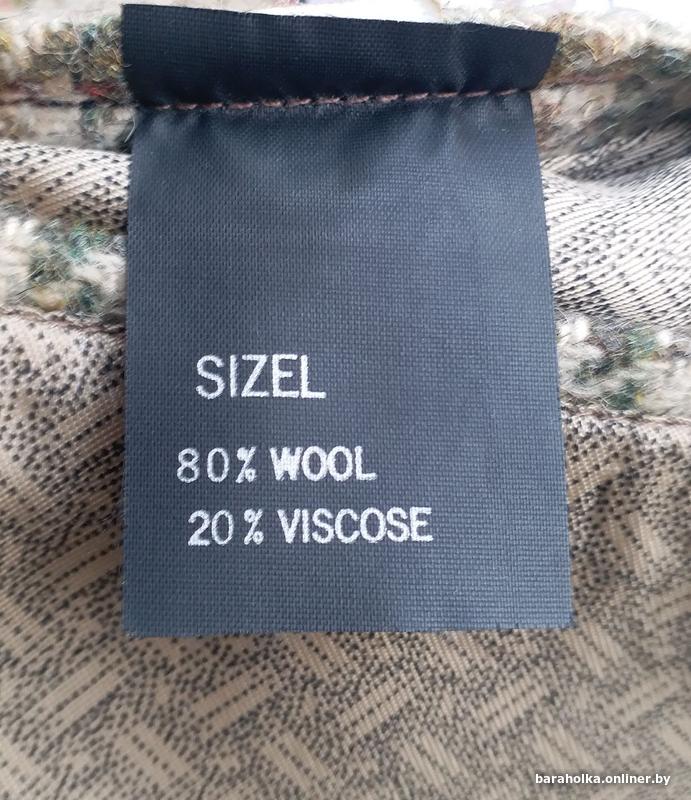 SIZEL
80% WOOL
20% VISCOSE
baraholka.onliner.by